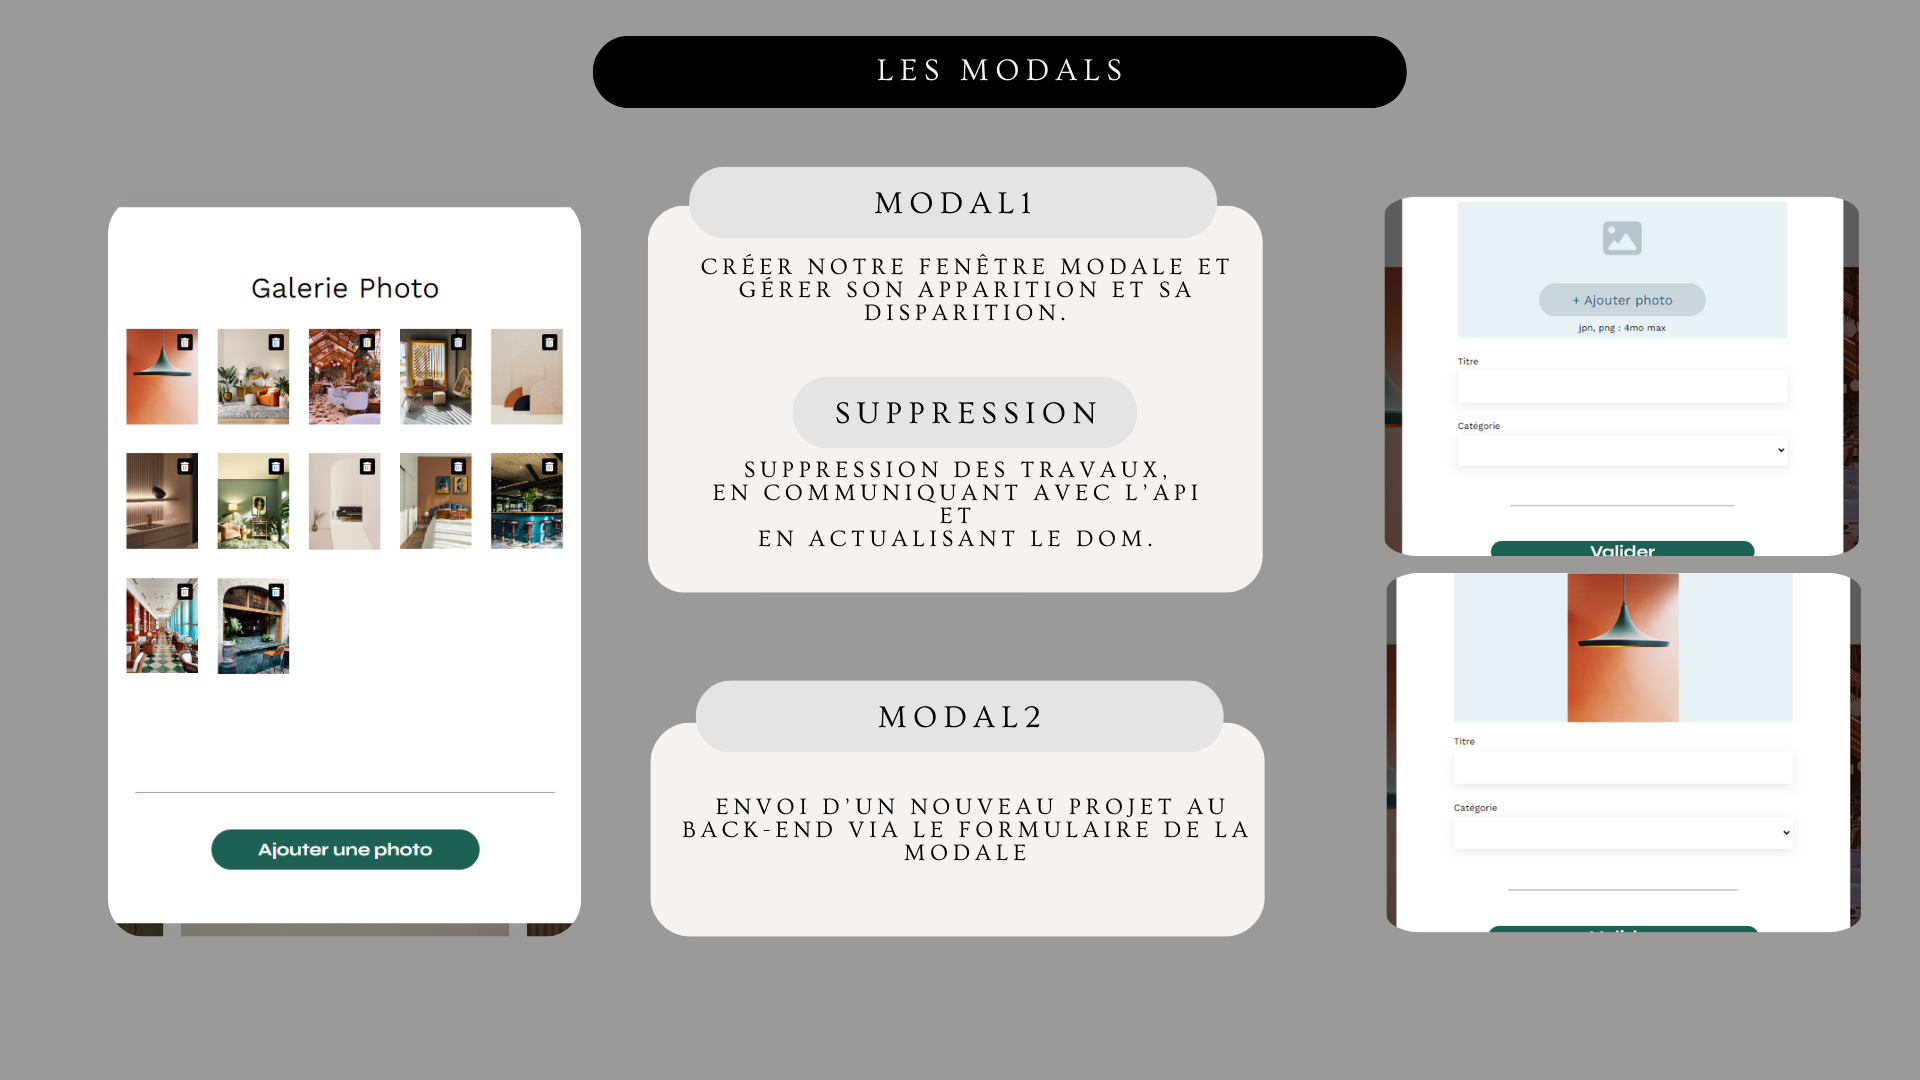 LES MODALS
Galerie Photo
Ajouter une photo
MODAL1
CRÉER NOTRE FENÊTRE MODALE ET
GÉRER SON APPARITION ET SA
DISPARITION.
SUPPRESSION
SUPPRESSION DES TRAVAUX,
EN COMMUNIQUANT AVEC L'API
ET
EN ACTUALISANT LE DOM.
MODAL2
ENVOI D'UN NOUVEAU PROJET AU
BACK-END VIA LE FORMULAIRE DE LA
MODALE
+ Ajouter photo
jpn, png : 4mo max
Titre
Catégorie
Valider
Titre
Catégorie